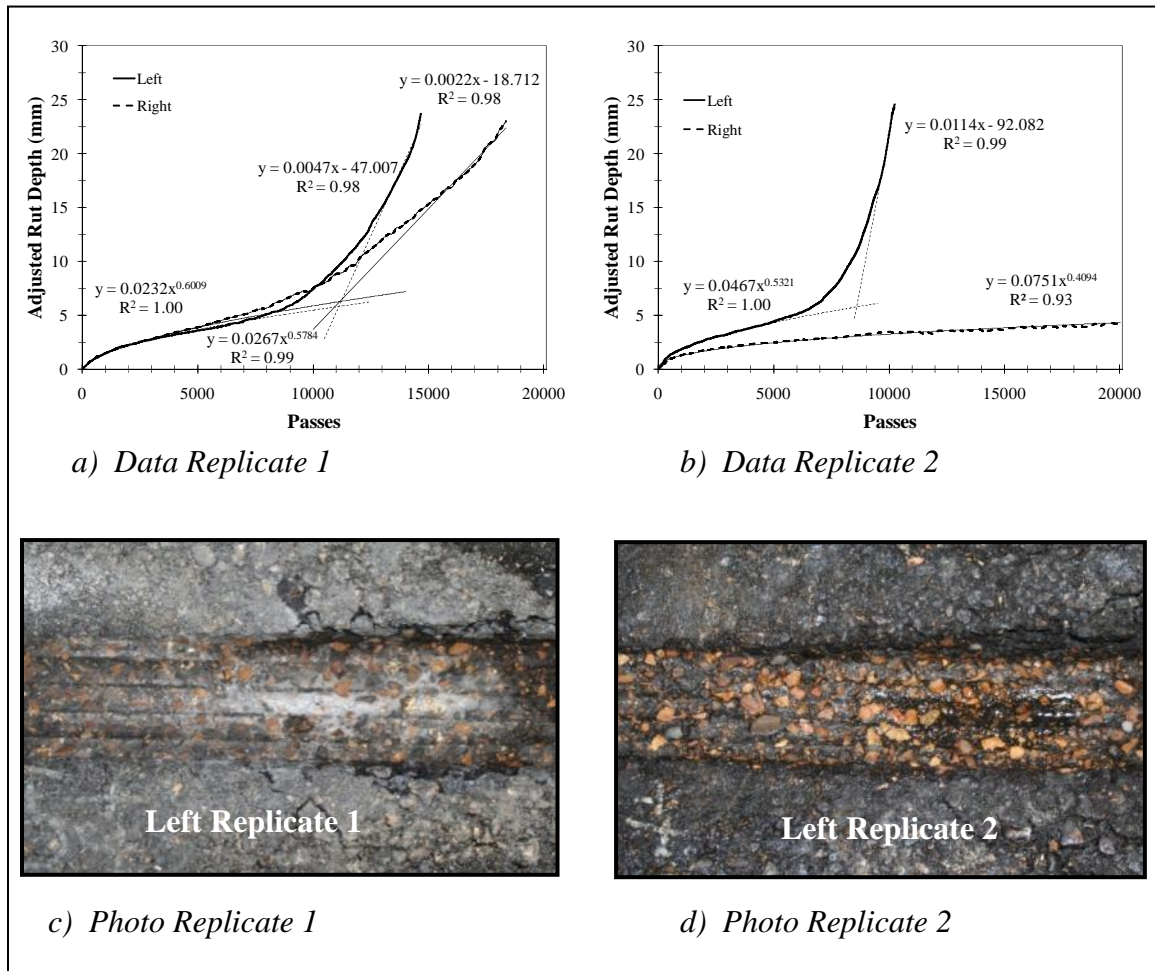 30
25
20
15
10
5
0
Adjusted Rut Depth (mm)
Left
Right
y = 0.0022x - 18.712
R² = 0.98
y = 0.0047x - 47.007
R² = 0.98
y = 0.0232x^0.6009
R² = 1.00
y = 0.0267x^0.5784
R² = 0.99
0 5000 10000 15000 20000
Passes
a) Data Replicate 1
30
25
20
15
10
5
0
Adjusted Rut Depth (mm)
Left
Right
y = 0.0114x - 92.082
R² = 0.99
y = 0.0467x^0.5321
R² = 1.00
y = 0.0751x^0.4094
R² = 0.93
0 5000 10000 15000 20000
Passes
b) Data Replicate 2
Left Replicate 1
c) Photo Replicate 1
Left Replicate 2
d) Photo Replicate 2